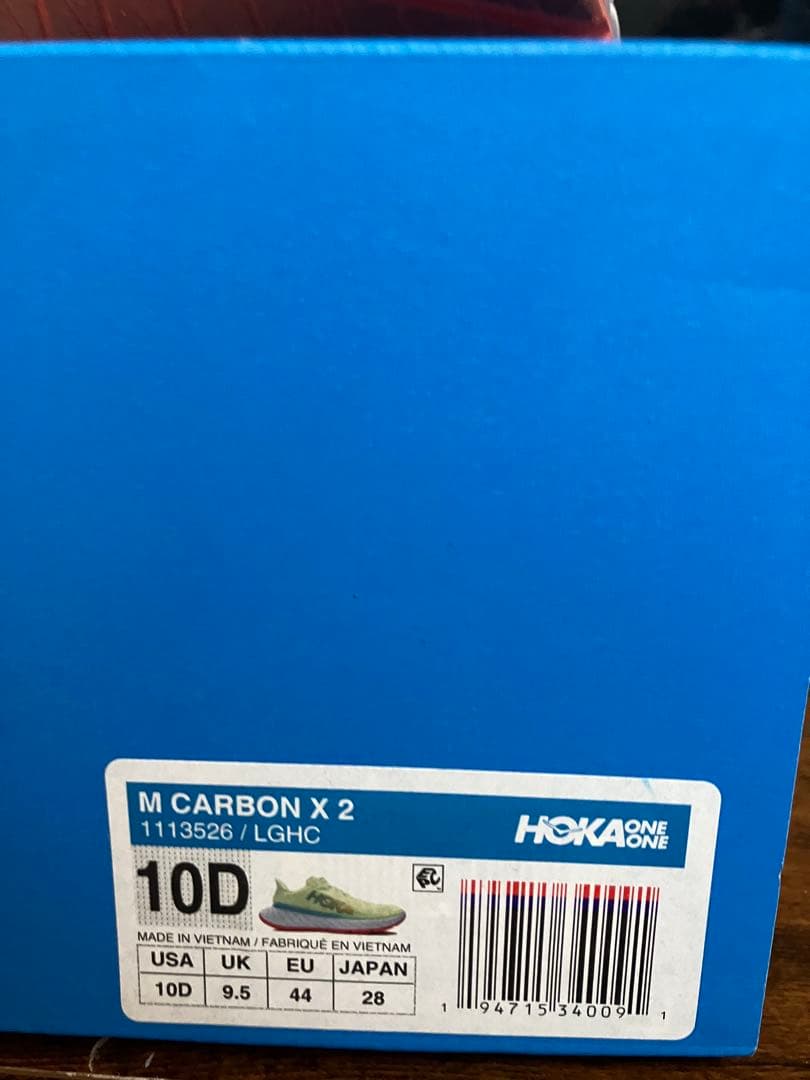 M CARBON X 2
1113526 / LGHC
HOKA ONE ONE
10D
HOKA
MADE IN VIETNAM / FABRIQUÉ EN VIETNAM
USA UK EU JAPAN
10D 9.5 44 28
1 94715 34009 1